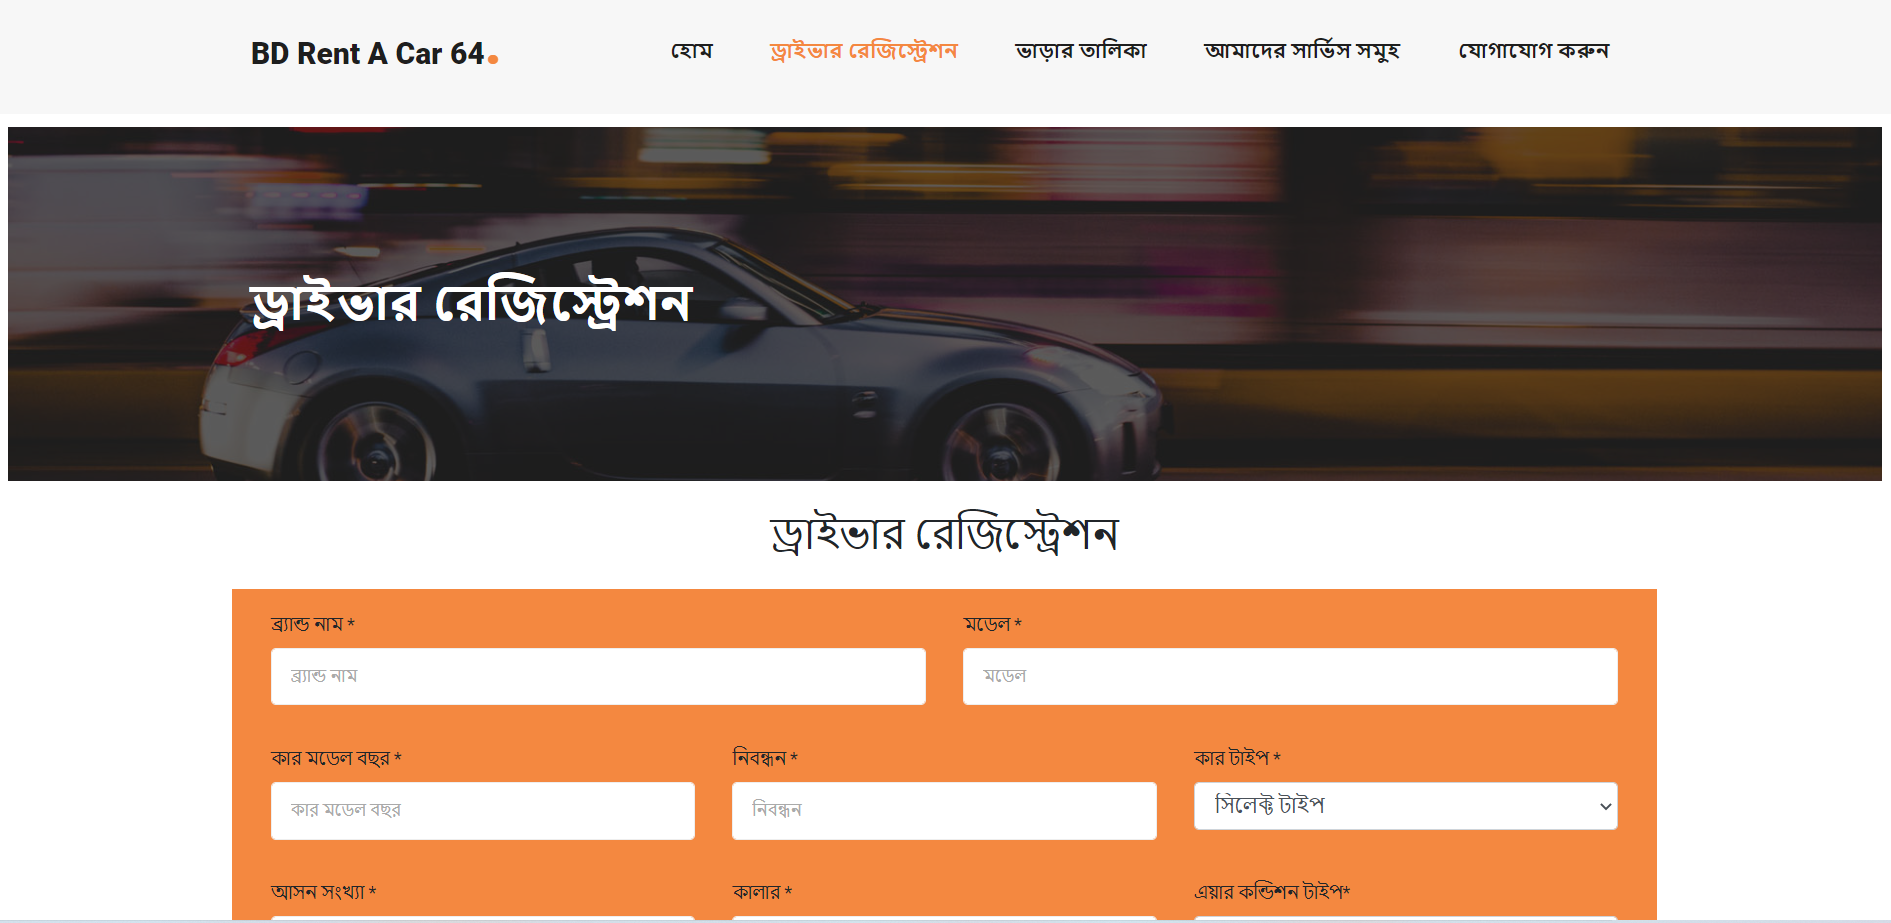 BD Rent A Car 64.
হোম ড্রাইভার রেজিস্ট্রেশন ভাড়ার তালিকা আমাদের সার্ভিস সমুহ যোগাযোগ করুন
ড্রাইভার রেজিস্ট্রেশন
ড্রাইভার রেজিস্ট্রেশন
ব্র্যান্ড নাম * মডেল *
ব্র্যান্ড নাম মডেল
কার মডেল বছর * নিবন্ধন * কার টাইপ *
কার মডেল বছর নিবন্ধন সিলেক্ট টাইপ
আসন সংখ্যা * কালার * এয়ার কন্ডিশন টাইপ*